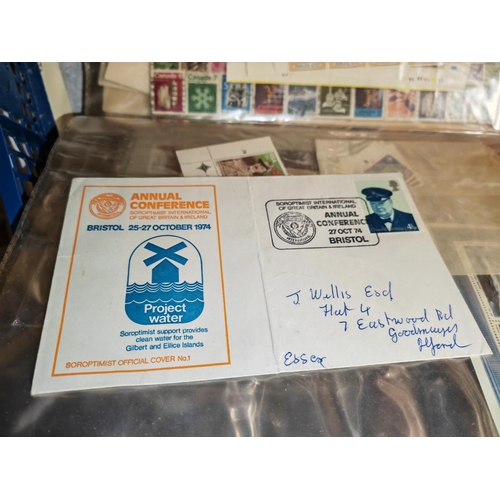 Canada 7
ANNUAL
CONFERENCE
SOROPTIMIST INTERNATIONAL
OF GREAT BRITAIN & IRELAND
BRISTOL 25-27 OCTOBER 1974
Project
water
Soroptimist support provides
clean water for the
Gilbert and Ellice Islands
SOROPTIMIST OFFICIAL COVER No.1
SOROPTIMIST INTERNATIONAL
OF GREAT BRITAIN & IRELAND
ANNUAL
CONFERENCE
27 OCT 74
BRISTOL
J Wallis Esq
Flat 4
7 Eastwood Rd
Goodmayes
Ilford
Essex